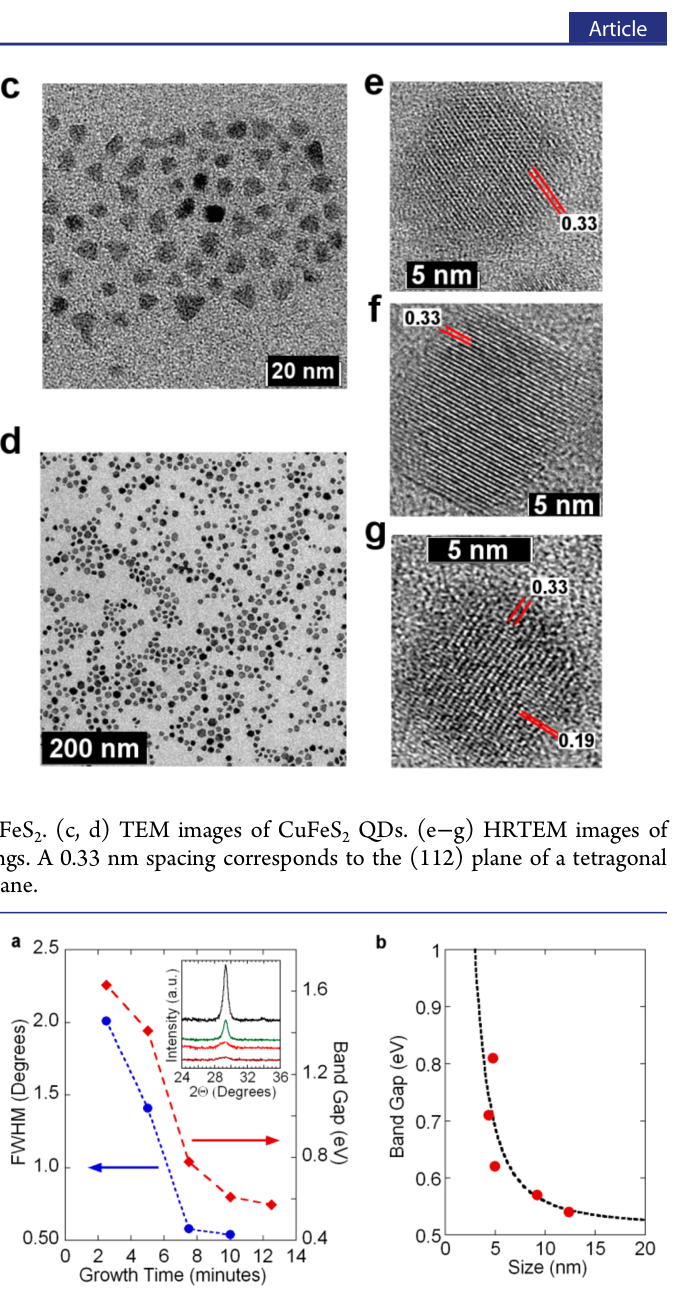 Article
c
20 nm
d
200 nm
e
0.33
5 nm
f
0.33
5 nm
g
5 nm
0.33
0.19
FeS2. (c, d) TEM images of CuFeS2 QDs. (e−g) HRTEM images of
ngs. A 0.33 nm spacing corresponds to the (112) plane of a tetragonal
ane.
a
2.5
2.0
1.5
1.0
0.50
FWHM (Degrees)
0 2 4 6 8 10 12 14
Growth Time (minutes)
1.6
1.2
0.8
0.4
Band Gap (eV)
Intensity (a.u.)
24 28 32 36
2Θ (Degrees)
b
1
0.9
0.8
0.7
0.6
0.5
Band Gap (eV)
0 5 10 15 20
Size (nm)